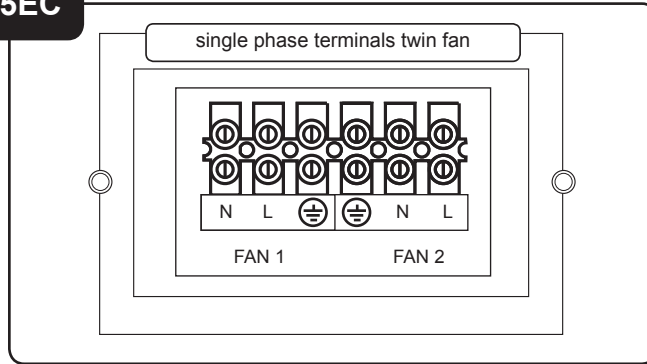 5EC
single phase terminals twin fan
N L ⏚ ⏚ N L
FAN 1 FAN 2